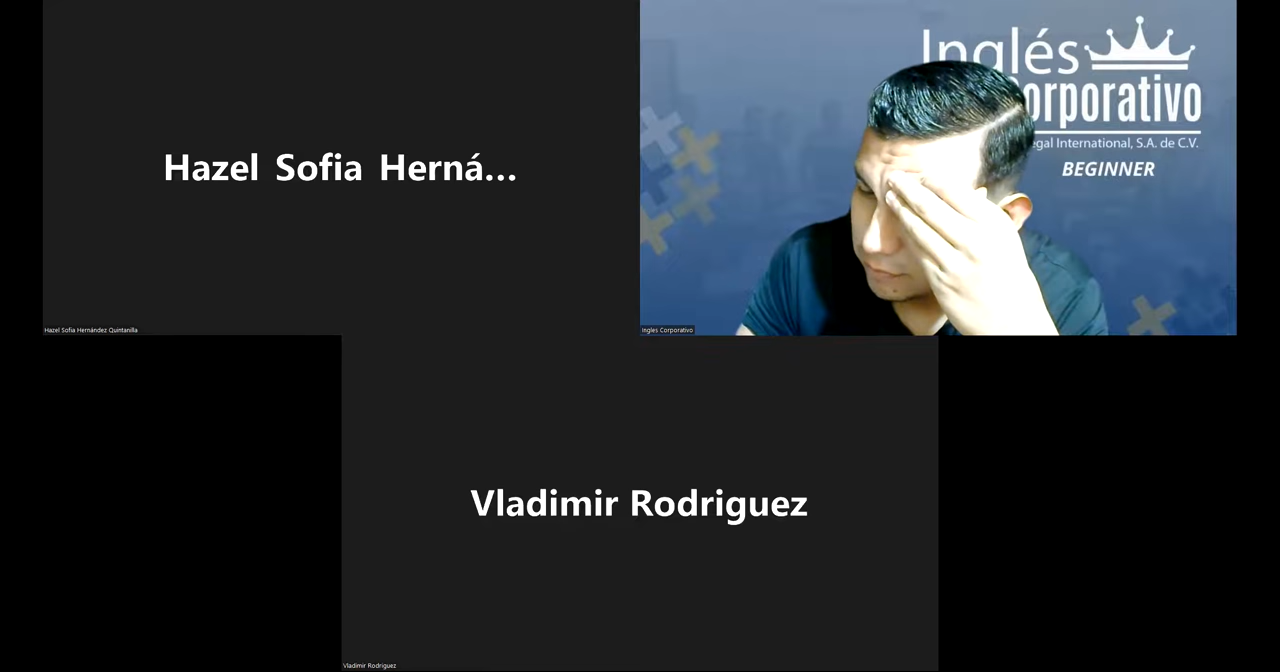 Hazel Sofia Herná...
Hazel Sofia Hernández Quintanilla
Inglés
orporativo
egal International, S.A. de C.V.
BEGINNER
Ingles Corporativo
Vladimir Rodriguez
Vladimir Rodriguez